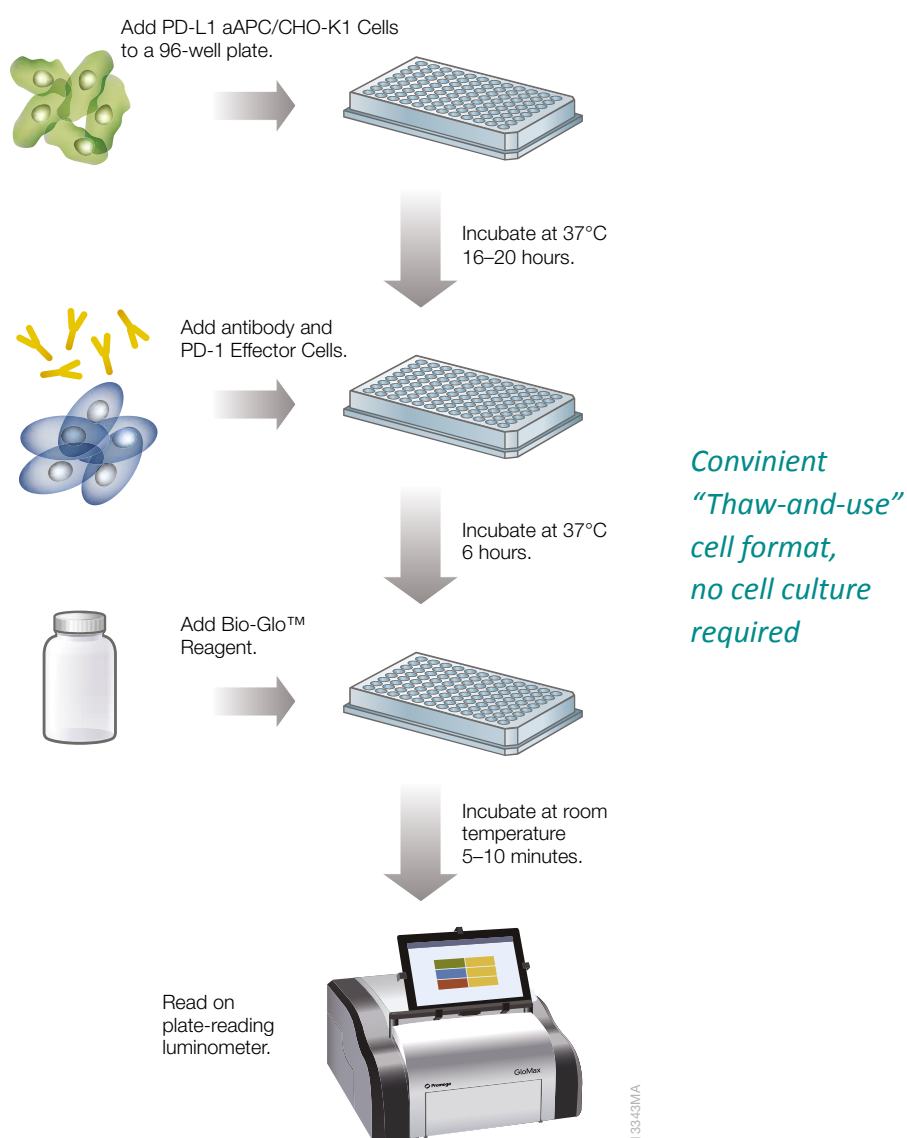 Add PD-L1 aAPC/CHO-K1 Cells
to a 96-well plate.
Incubate at 37°C
16–20 hours.
Add antibody and
PD-1 Effector Cells.
Incubate at 37°C
6 hours.
Convinient
“Thaw-and-use”
cell format,
no cell culture
required
Add Bio-Glo™
Reagent.
Incubate at room
temperature
5–10 minutes.
Read on
plate-reading
luminometer.
Promega
GloMax
13343MA